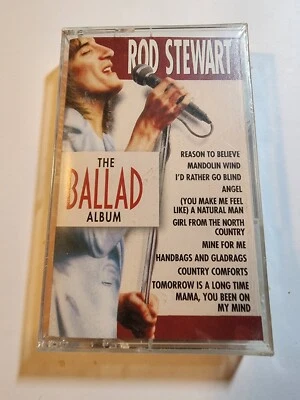 ROD STEWART
THE
BALLAD
ALBUM
REASON TO BELIEVE
MANDOLIN WIND
I'D RATHER GO BLIND
ANGEL
(YOU MAKE ME FEEL
LIKE) A NATURAL MAN
GIRL FROM THE NORTH
COUNTRY
MINE FOR ME
HANDBAGS AND GLADRAGS
COUNTRY COMFORTS
TOMORROW IS A LONG TIME
MAMA, YOU BEEN ON
MY MIND